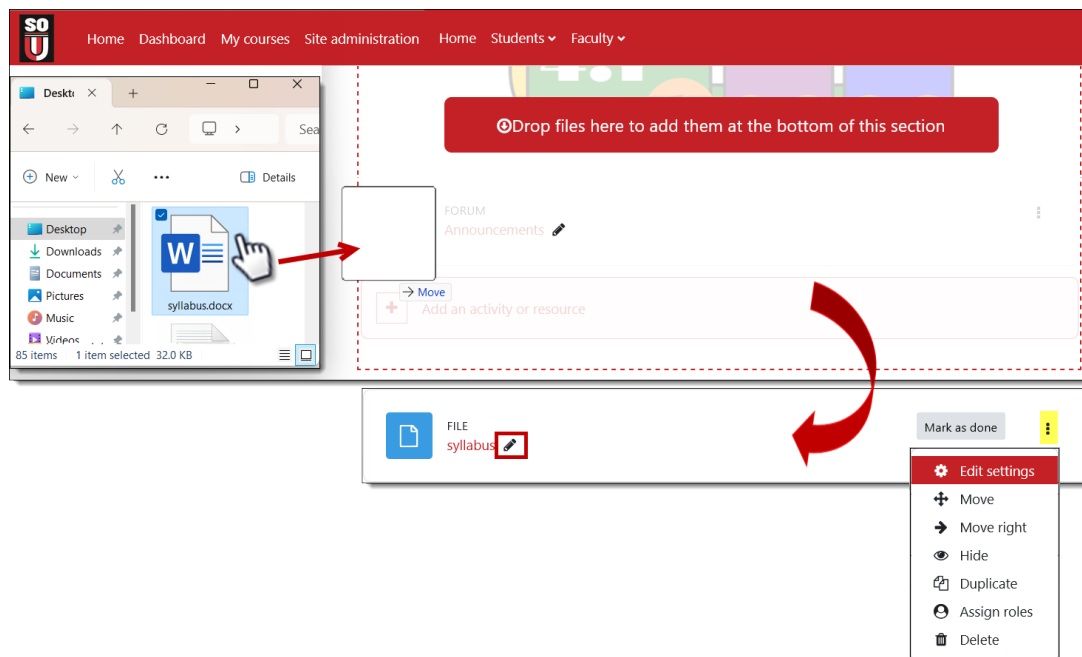 SO
U
Home Dashboard My courses Site administration Home Students Faculty
Deskt
Sea
New
Details
Desktop
Downloads
Documents
Pictures
Music
Videos
W
syllabus.docx
85 items 1 item selected 32.0 KB
Drop files here to add them at the bottom of this section
FORUM
Announcements
→ Move
Add an activity or resource
FILE
syllabus
Mark as done
Edit settings
Move
Move right
Hide
Duplicate
Assign roles
Delete